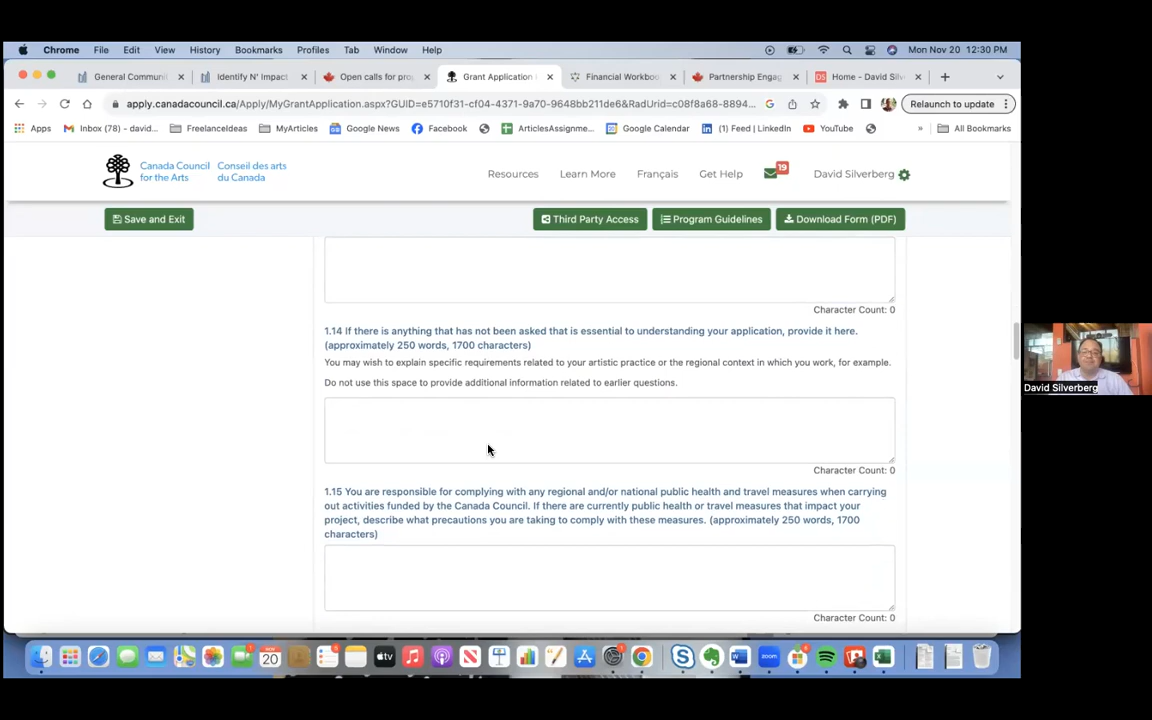 Chrome File Edit View History Bookmarks Profiles Tab Window Help Mon Nov 20 12:30 PM
General Communi Identify N' Impact Open calls for pro Grant Application Financial Workboo Partnership Engag Home - David Silv
apply.canadacouncil.ca/Apply/MyGrantApplication.aspx?GUID=e5710f31-cf04-4371-9a70-9648bb211de6&RadUrid=c08f8a68-8894... Relaunch to update
Apps Inbox (78) - david... FreelanceIdeas MyArticles Google News Facebook ArticlesAssignme... Google Calendar (1) Feed | LinkedIn YouTube » All Bookmarks
Canada Council Conseil des arts
for the Arts du Canada
Resources Learn More Français Get Help 19 David Silverberg
Save and Exit Third Party Access Program Guidelines Download Form (PDF)
Character Count: 0
1.14 If there is anything that has not been asked that is essential to understanding your application, provide it here.
(approximately 250 words, 1700 characters)
You may wish to explain specific requirements related to your artistic practice or the regional context in which you work, for example.
David Silverberg
Do not use this space to provide additional information related to earlier questions.
Character Count: 0
1.15 You are responsible for complying with any regional and/or national public health and travel measures when carrying
out activities funded by the Canada Council. If there are currently public health or travel measures that impact your
project, describe what precautions you are taking to comply with these measures. (approximately 250 words, 1700
characters)
Character Count: 0
NOV
20
tv
zoom